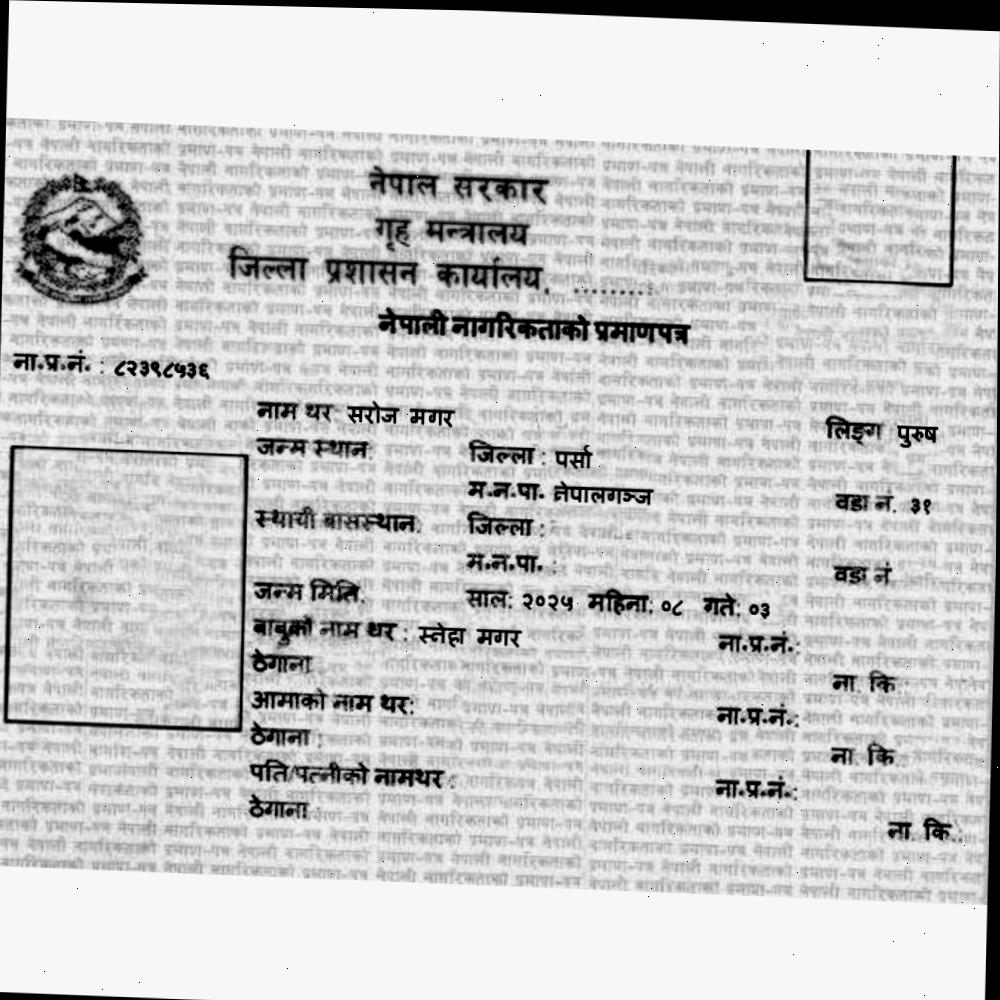 नेपाल सरकार
गृह मन्त्रालय
जिल्ला प्रशासन कार्यालय, .........
नेपाली नागरिकताको प्रमाणपत्र
ना.प्र.नं. : ८२३९८५३६
नाम थर: सरोज मगर लिङ्ग पुरुष
जन्म स्थान: जिल्ला : पर्सा
म.न.पा. नेपालगञ्ज वडा नं. ३१
स्थायी बासस्थान: जिल्ला :
म.न.पा. : वडा नं
जन्म मिति: साल: २०२५ महिना: ०८ गते: ०३
बाबुको नाम थर : स्नेहा मगर ना.प्र.नं.:
ठेगाना ना. कि.:
आमाको नाम थर: ना.प्र.नं.:
ठेगाना : ना. कि.
पति/पत्नीको नामथर : ना.प्र.नं.:
ठेगाना : ना. कि.: